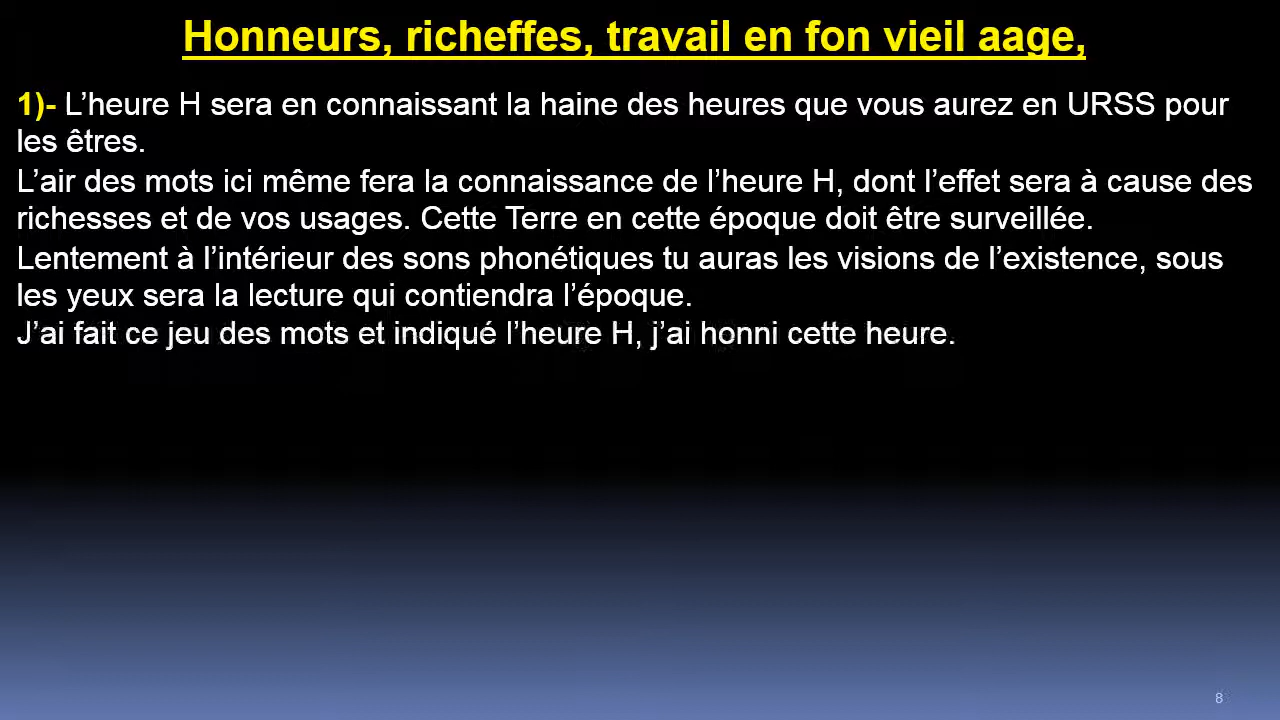 Honneurs, richeffes, travail en fon vieil aage,
1)- L’heure H sera en connaissant la haine des heures que vous aurez en URSS pour
les êtres.
L’air des mots ici même fera la connaissance de l’heure H, dont l’effet sera à cause des
richesses et de vos usages. Cette Terre en cette époque doit être surveillée.
Lentement à l’intérieur des sons phonétiques tu auras les visions de l’existence, sous
les yeux sera la lecture qui contiendra l’époque.
J’ai fait ce jeu des mots et indiqué l’heure H, j’ai honni cette heure.
8